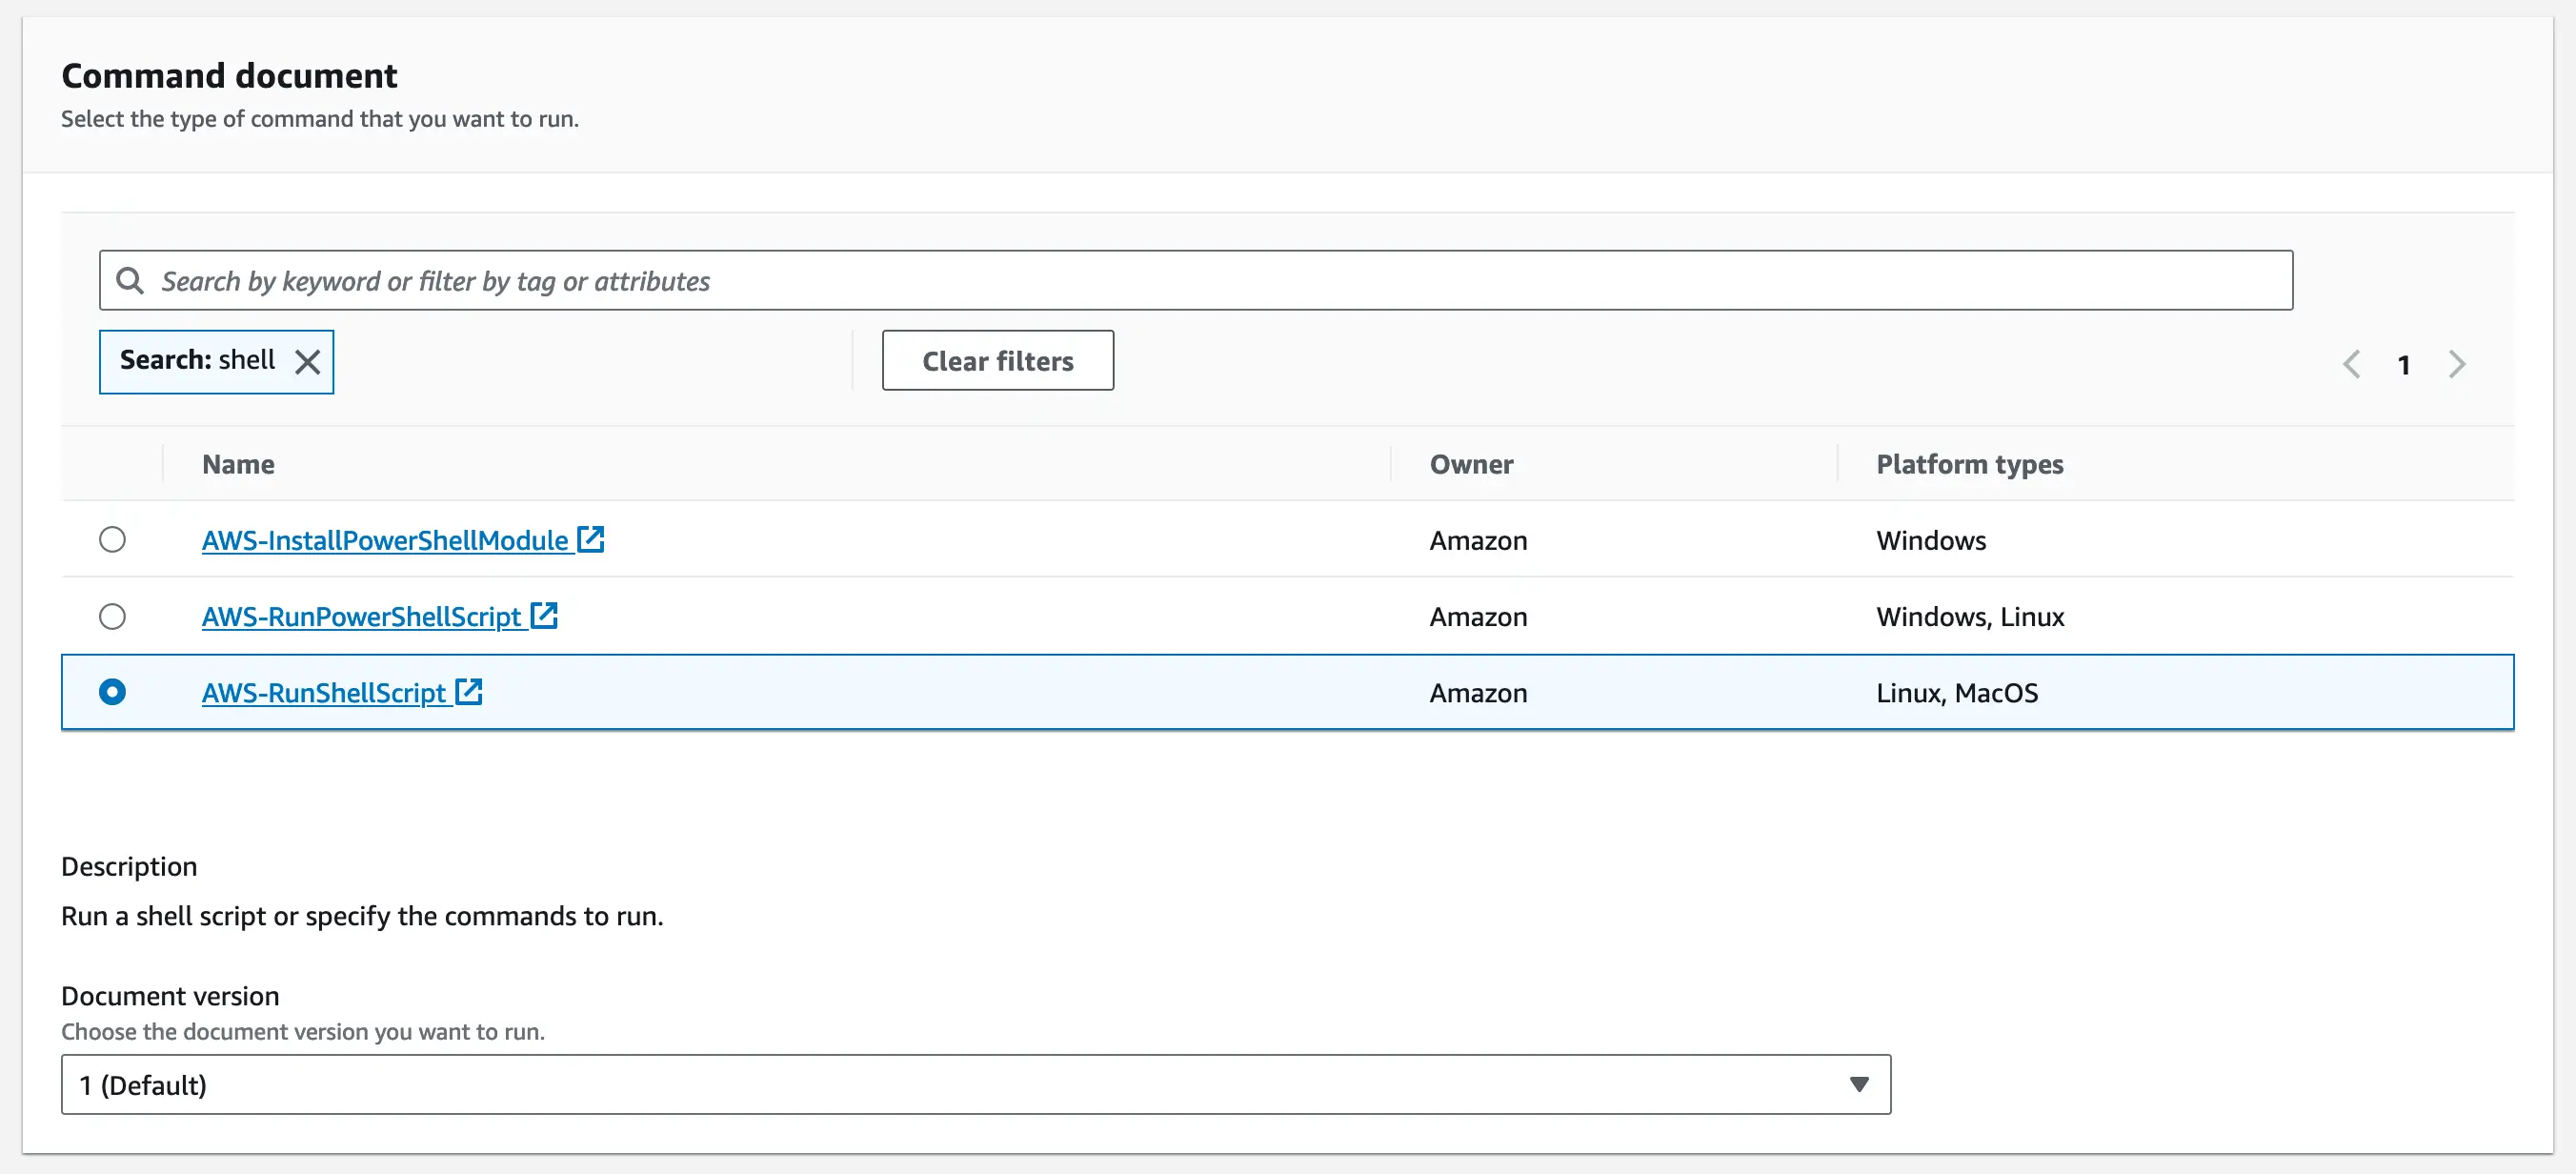 Command document
Select the type of command that you want to run.
Search by keyword or filter by tag or attributes
Search: shell
Clear filters
1
Name Owner Platform types
AWS-InstallPowerShellModule Amazon Windows
AWS-RunPowerShellScript Amazon Windows, Linux
AWS-RunShellScript Amazon Linux, MacOS
Description
Run a shell script or specify the commands to run.
Document version
Choose the document version you want to run.
1 (Default)